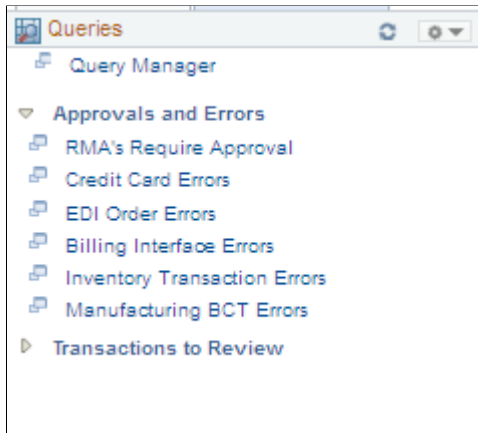 Queries
Query Manager
Approvals and Errors
RMA's Require Approval
Credit Card Errors
EDI Order Errors
Billing Interface Errors
Inventory Transaction Errors
Manufacturing BCT Errors
Transactions to Review